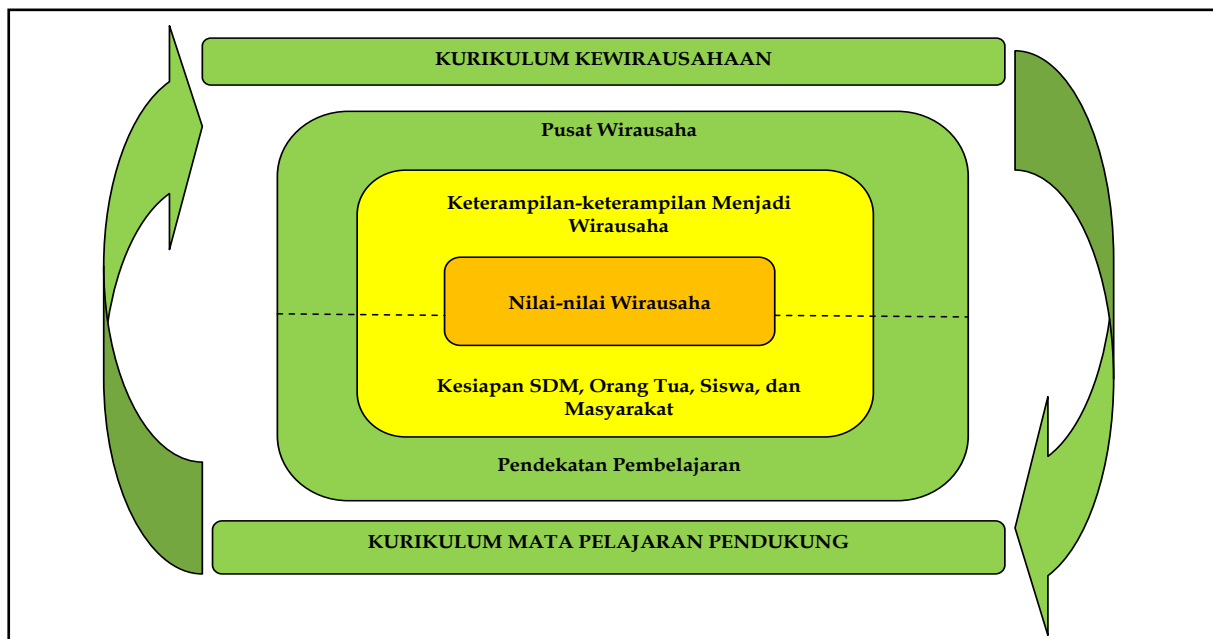 KURIKULUM KEWIRAUSAHAAN
Pusat Wirausaha
Keterampilan-keterampilan Menjadi
Wirausaha
Nilai-nilai Wirausaha
Kesiapan SDM, Orang Tua, Siswa, dan
Masyarakat
Pendekatan Pembelajaran
KURIKULUM MATA PELAJARAN PENDUKUNG